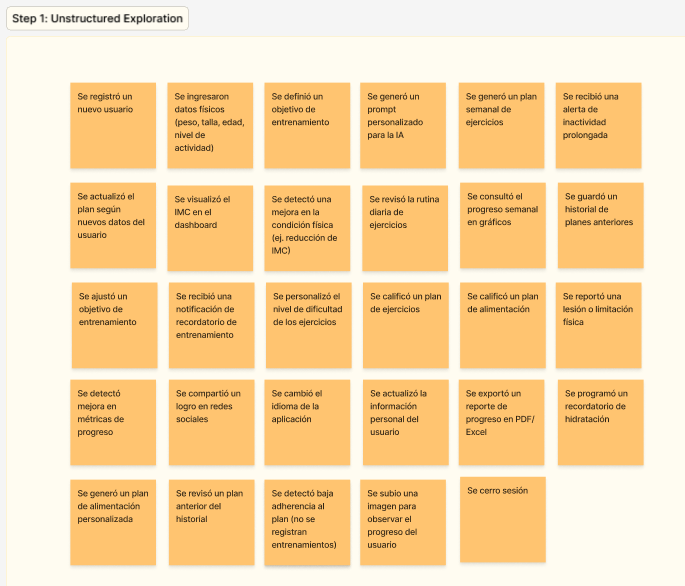 Step 1: Unstructured Exploration
Se registró un
nuevo usuario
Se ingresaron
datos físicos
(peso, talla, edad,
nivel de
actividad)
Se definió un
objetivo de
entrenamiento
Se generó un
prompt
personalizado
para la IA
Se generó un plan
semanal de
ejercicios
Se recibió una
alerta de
inactividad
prolongada
Se actualizó el
plan según
nuevos datos del
usuario
Se visualizó el
IMC en el
dashboard
Se detectó una
mejora en la
condición física
(ej. reducción de
IMC)
Se revisó la rutina
diaria de
ejercicios
Se consultó el
progreso semanal
en gráficos
Se guardó un
historial de
planes anteriores
Se ajustó un
objetivo de
entrenamiento
Se recibió una
notificación de
recordatorio de
entrenamiento
Se personalizó el
nivel de dificultad
de los ejercicios
Se calificó un plan
de ejercicios
Se calificó un plan
de alimentación
Se reportó una
lesión o limitación
física
Se detectó
mejora en
métricas de
progreso
Se compartió un
logro en redes
sociales
Se cambió el
idioma de la
aplicación
Se actualizó la
información
personal del
usuario
Se exportó un
reporte de
progreso en PDF/
Excel
Se programó un
recordatorio de
hidratación
Se generó un plan
de alimentación
personalizada
Se revisó un plan
anterior del
historial
Se detectó baja
adherencia al
plan (no se
registran
entrenamientos)
Se subio una
imagen para
observar el
progreso del
usuario
Se cerro sesión